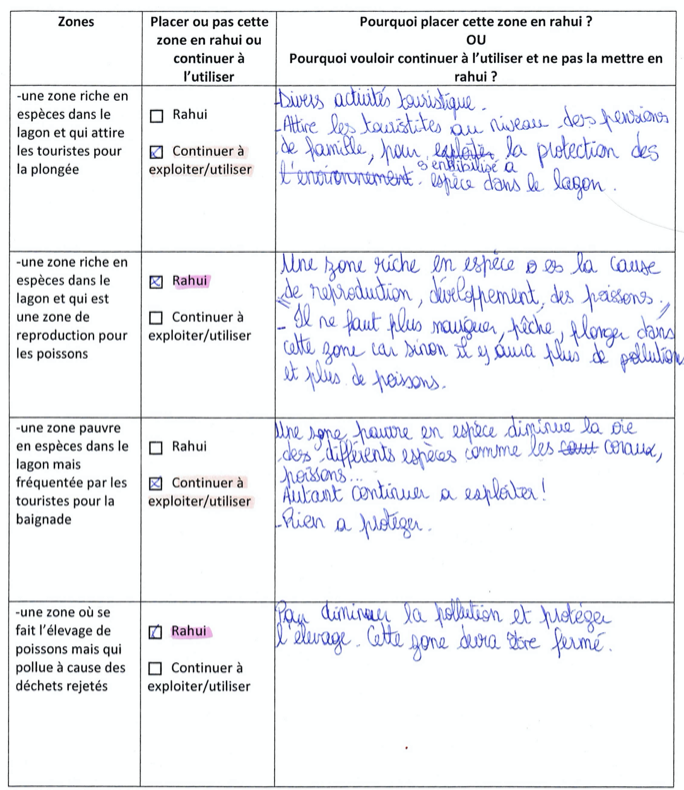 Zones
Placer ou pas cette
zone en rahui ou
continuer à
l'utiliser
Pourquoi placer cette zone en rahui ?
OU
Pourquoi vouloir continuer à l'utiliser et ne pas la mettre en
rahui ?
-une zone riche en
espèces dans le
lagon et qui attire
les touristes pour
la plongée
☐ Rahui
☒ Continuer à
exploiter/utiliser
-Divers activités touristique.
-Attire les touristites au niveau des pensions
de famille, pour exploiter la protection des
sentibilisé a
l'environnement. espèce dans le lagon.
-une zone riche en
espèces dans le
lagon et qui est
une zone de
reproduction pour
les poissons
☒ Rahui
☐ Continuer à
exploiter/utiliser
Une zone riche en espèce es la cause
de reproduction, dévloppement, des poissons.
- Il ne faut plus naviguer, pêche, plonger dans
cette zone car sinon il y aura plus de pollution
et plus de poissons.
-une zone pauvre
en espèces dans le
lagon mais
fréquentée par les
touristes pour la
baignade
☐ Rahui
☒ Continuer à
exploiter/utiliser
Une zone pauvre en espèce diminue la vie
des différents espèces comme les coraux,
poissons...
Autant continuer a exploiter !
-Rien a protéger.
-une zone où se
fait l'élevage de
poissons mais qui
pollue à cause des
déchets rejetés
☑ Rahui
☐ Continuer à
exploiter/utiliser
Pour diminuer la pollution et protéger
l'élevage. Cette zone devra être fermé.